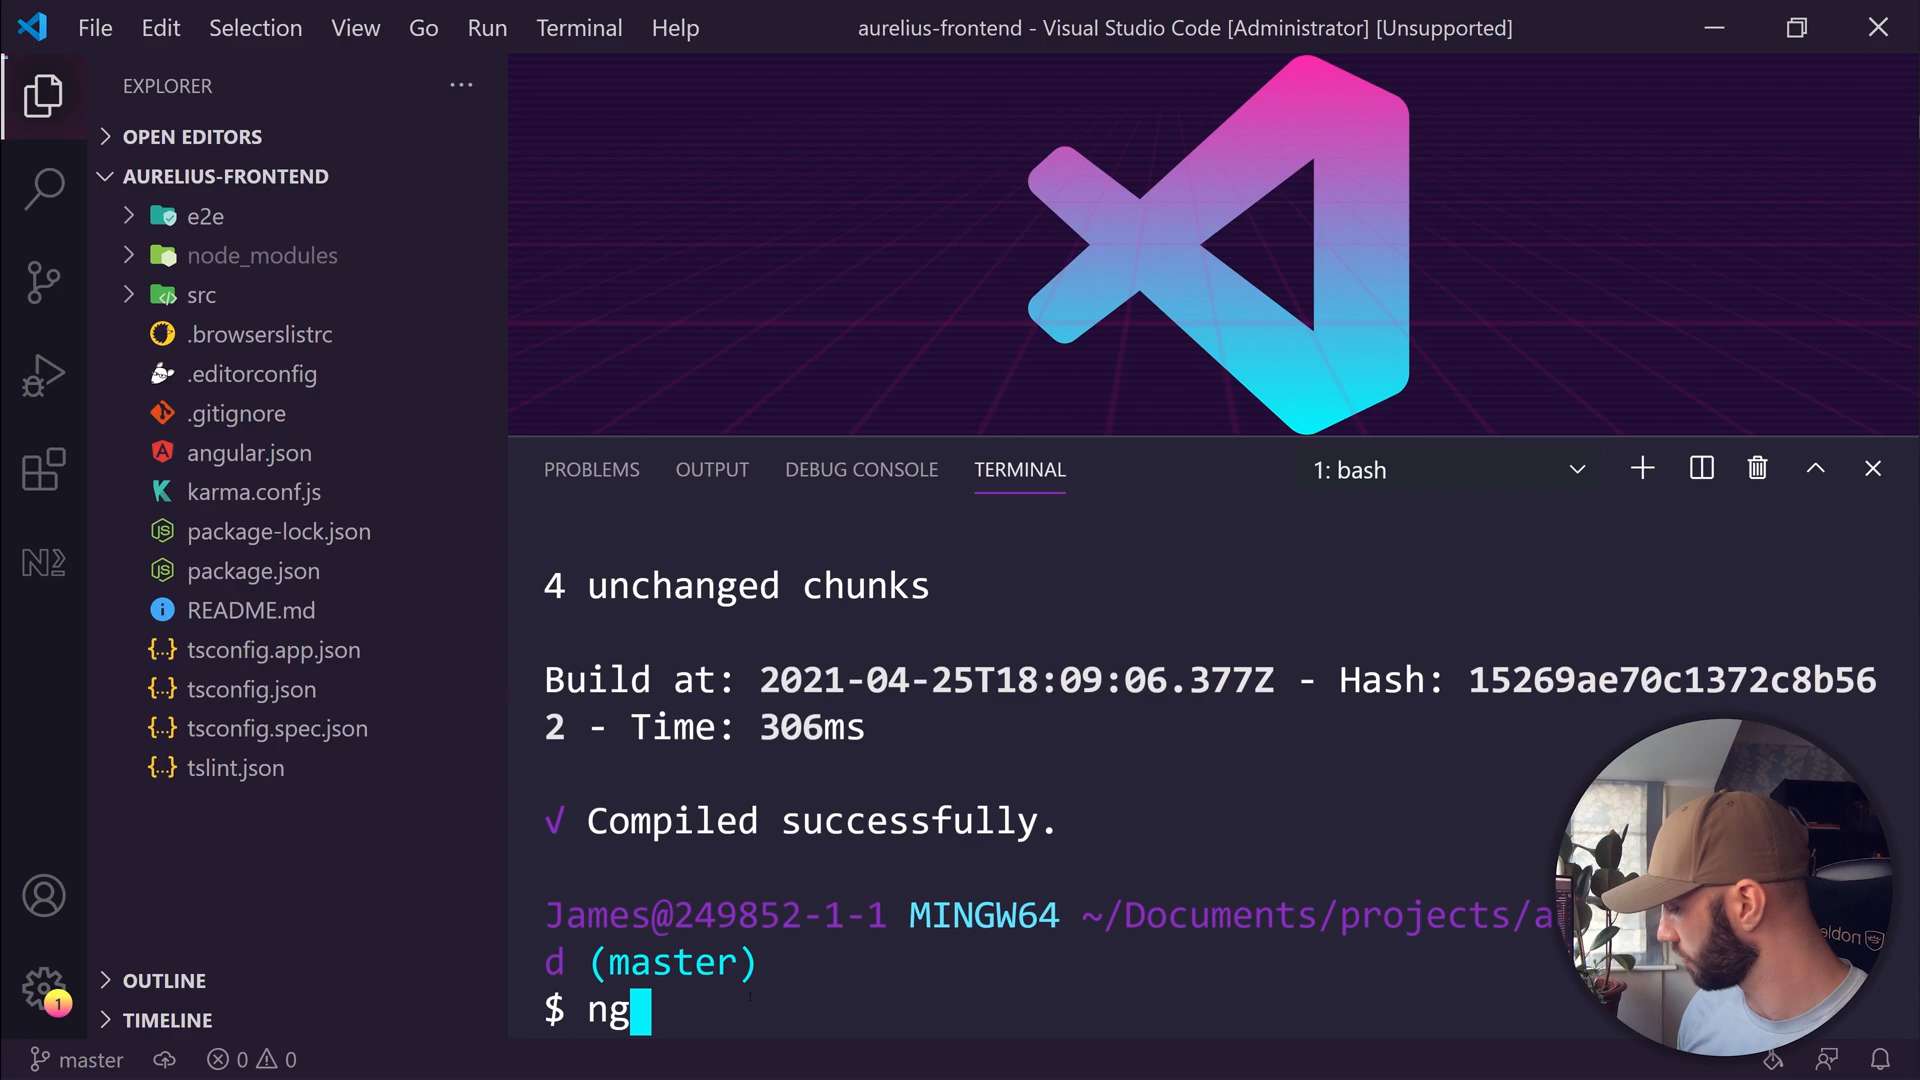 File Edit Selection View Go Run Terminal Help
aurelius-frontend - Visual Studio Code [Administrator] [Unsupported]
EXPLORER
OPEN EDITORS
AURELIUS-FRONTEND
e2e
node_modules
src
.browserslistrc
.editorconfig
.gitignore
angular.json
karma.conf.js
package-lock.json
package.json
README.md
tsconfig.app.json
tsconfig.json
tsconfig.spec.json
tslint.json
OUTLINE
TIMELINE
1
PROBLEMS OUTPUT DEBUG CONSOLE TERMINAL 1: bash
4 unchanged chunks
Build at: 2021-04-25T18:09:06.377Z - Hash: 15269ae70c1372c8b56
2 - Time: 306ms
√ Compiled successfully.
James@249852-1-1 MINGW64 ~/Documents/projects/a
d (master)
$ ng
noble
master 0 0